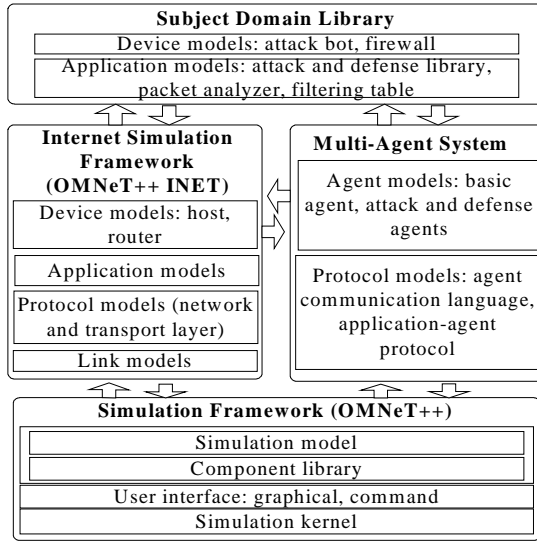 Subject Domain Library
Device models: attack bot, firewall
Application models: attack and defense library,
packet analyzer, filtering table
Internet Simulation
Framework
(OMNeT++ INET)
Device models: host,
router
Application models
Protocol models (network
and transport layer)
Link models
Multi-Agent System
Agent models: basic
agent, attack and defense
agents
Protocol models: agent
communication language,
application-agent
protocol
Simulation Framework (OMNeT++)
Simulation model
Component library
User interface: graphical, command
Simulation kernel